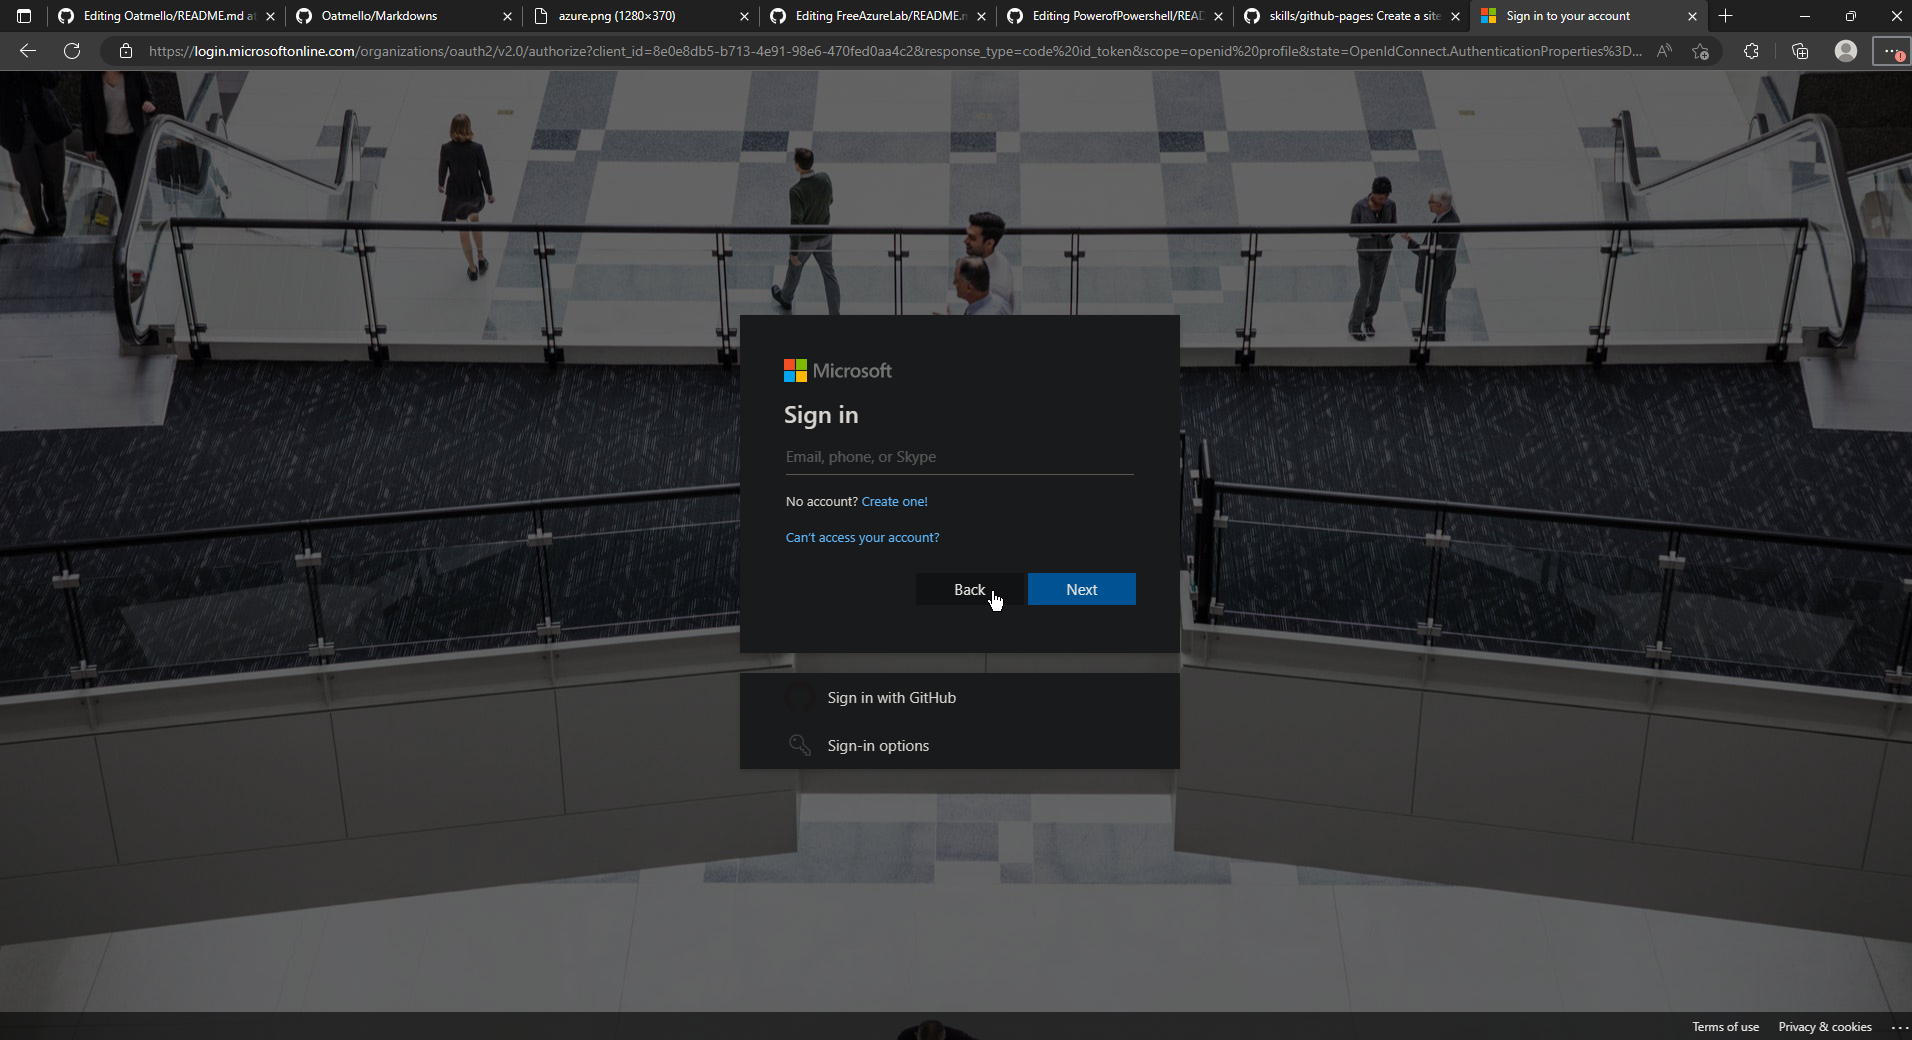 Editing Oatmello/README.md at
Oatmello/Markdowns
azure.png (1280×370)
Editing FreeAzureLab/README.n
Editing PowerofPowershell/READ
skills/github-pages: Create a site
Sign in to your account
https://login.microsoftonline.com/organizations/oauth2/v2.0/authorize?client_id=8e0e8db5-b713-4e91-98e6-470fed0aa4c2&response_type=code%20id_token&scope=openid%20profile&state=OpenIdConnect.AuthenticationProperties%3D...
Microsoft
Sign in
Email, phone, or Skype
No account? Create one!
Can't access your account?
Back Next
Sign in with GitHub
Sign-in options
Terms of use Privacy & cookies ...